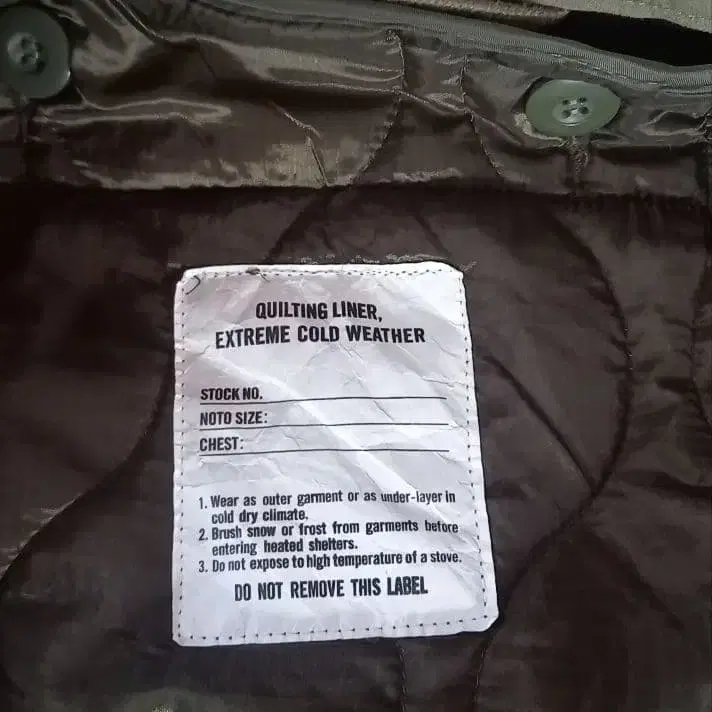 QUILTING LINER,
EXTREME COLD WEATHER
STOCK NO.
NOTO SIZE:
CHEST:
1. Wear as outer garment or as under-layer in
cold dry climate.
2. Brush snow or frost from garments before
entering heated shelters.
3. Do not expose to high temperature of a stove.
DO NOT REMOVE THIS LABEL